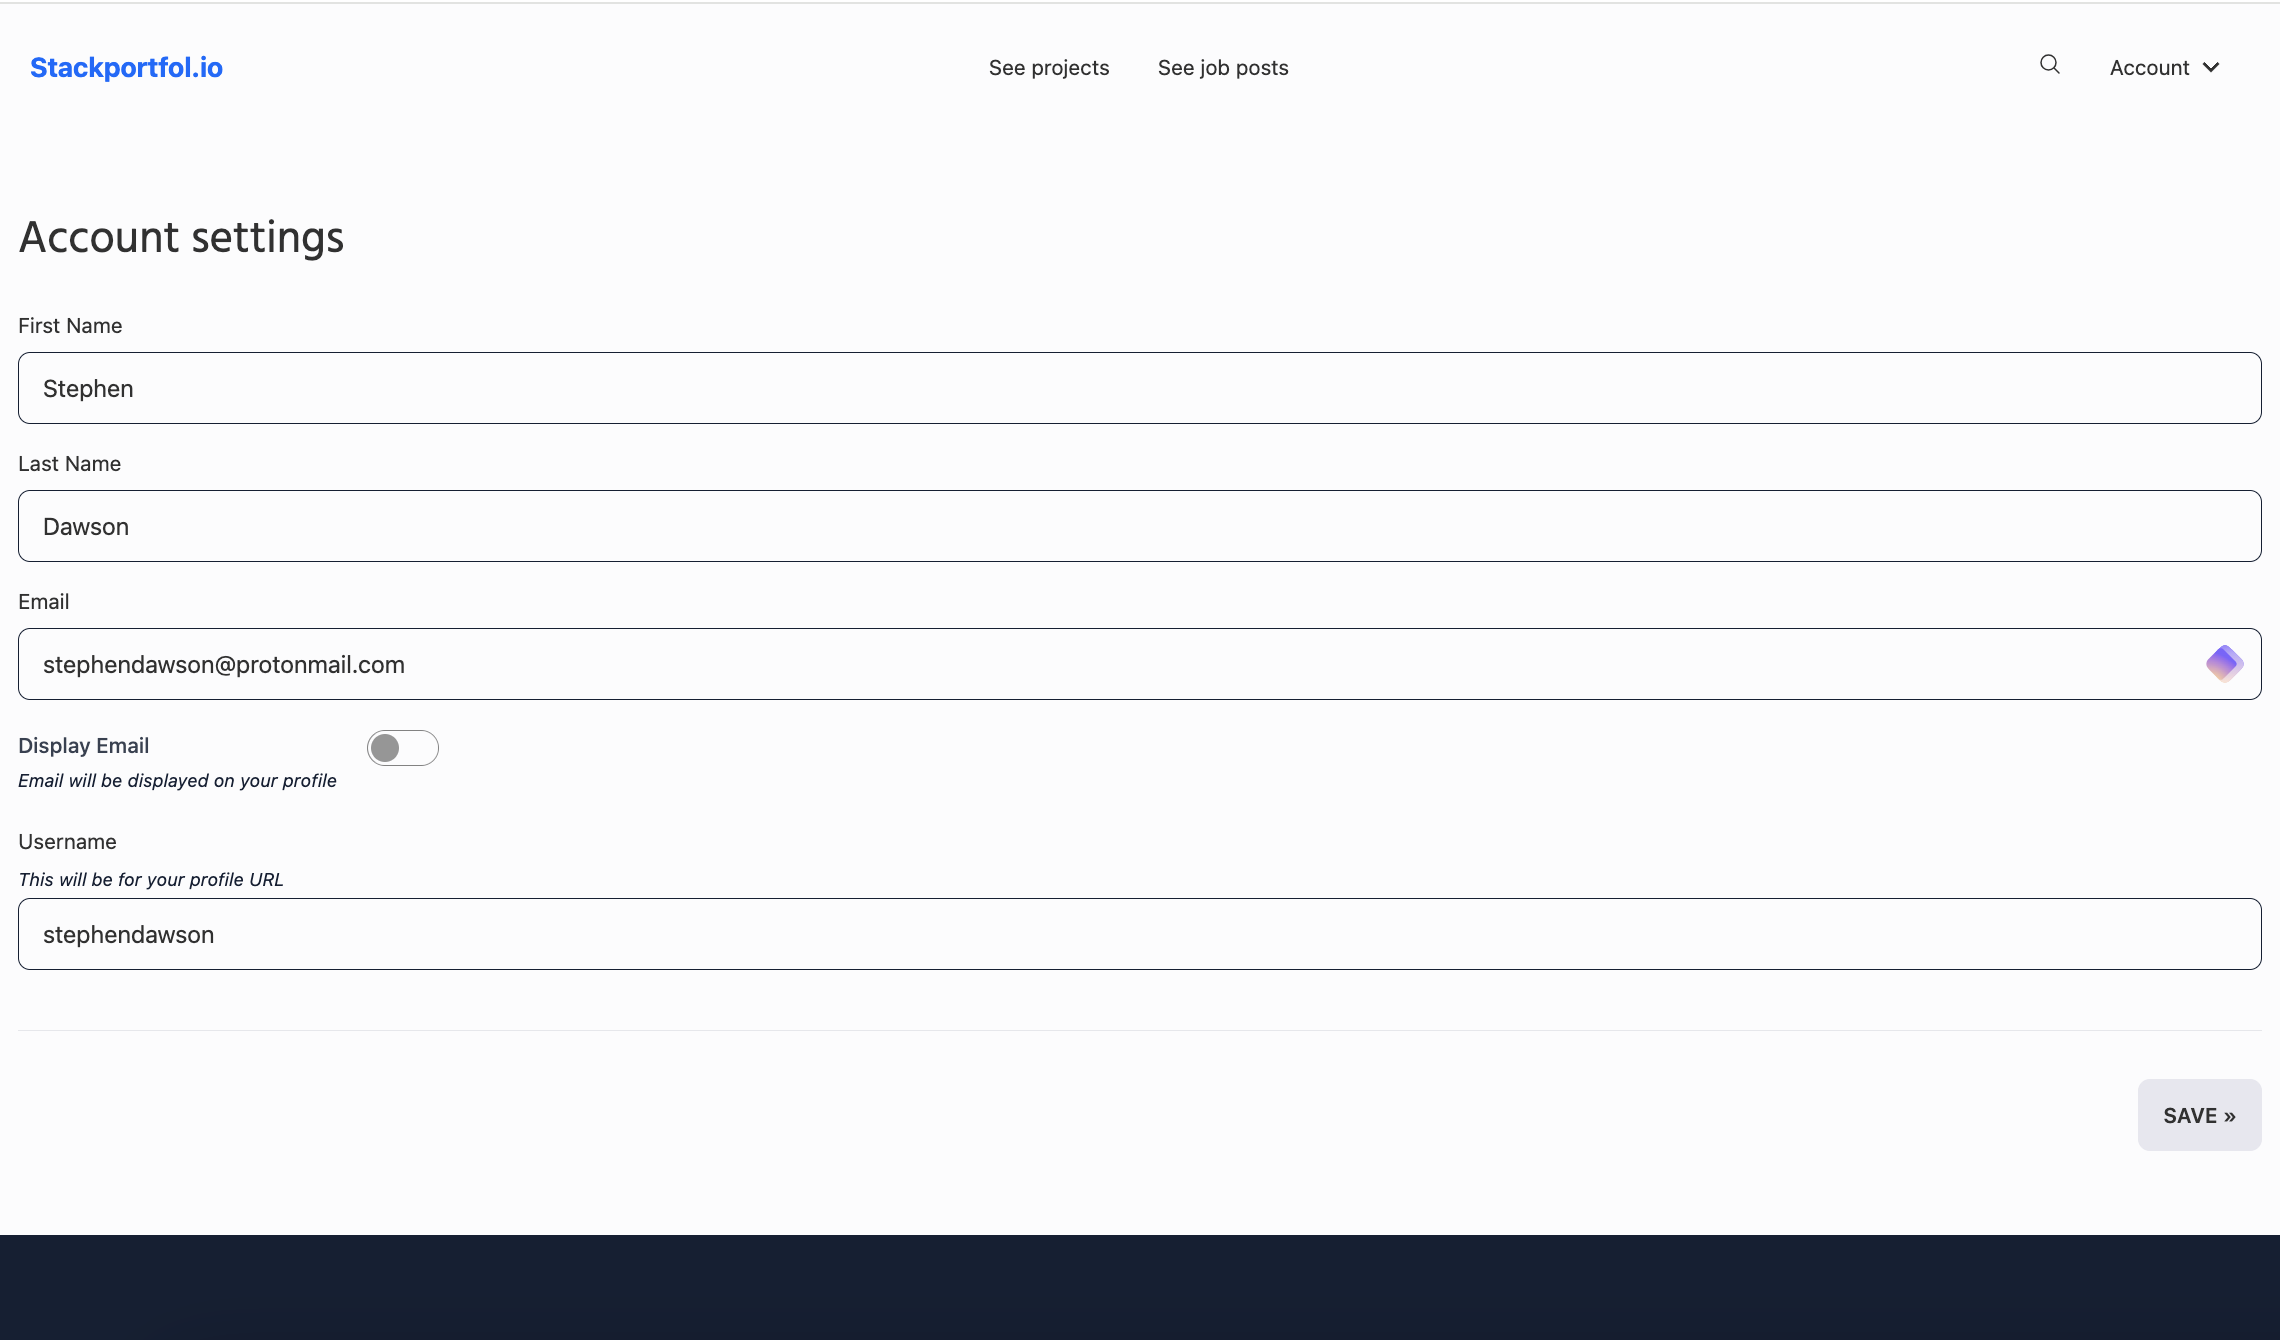 Stackportfol.io
See projects
See job posts
Account
Account settings
First Name
Stephen
Last Name
Dawson
Email
stephendawson@protonmail.com
Display Email
Email will be displayed on your profile
Username
This will be for your profile URL
stephendawson
SAVE »